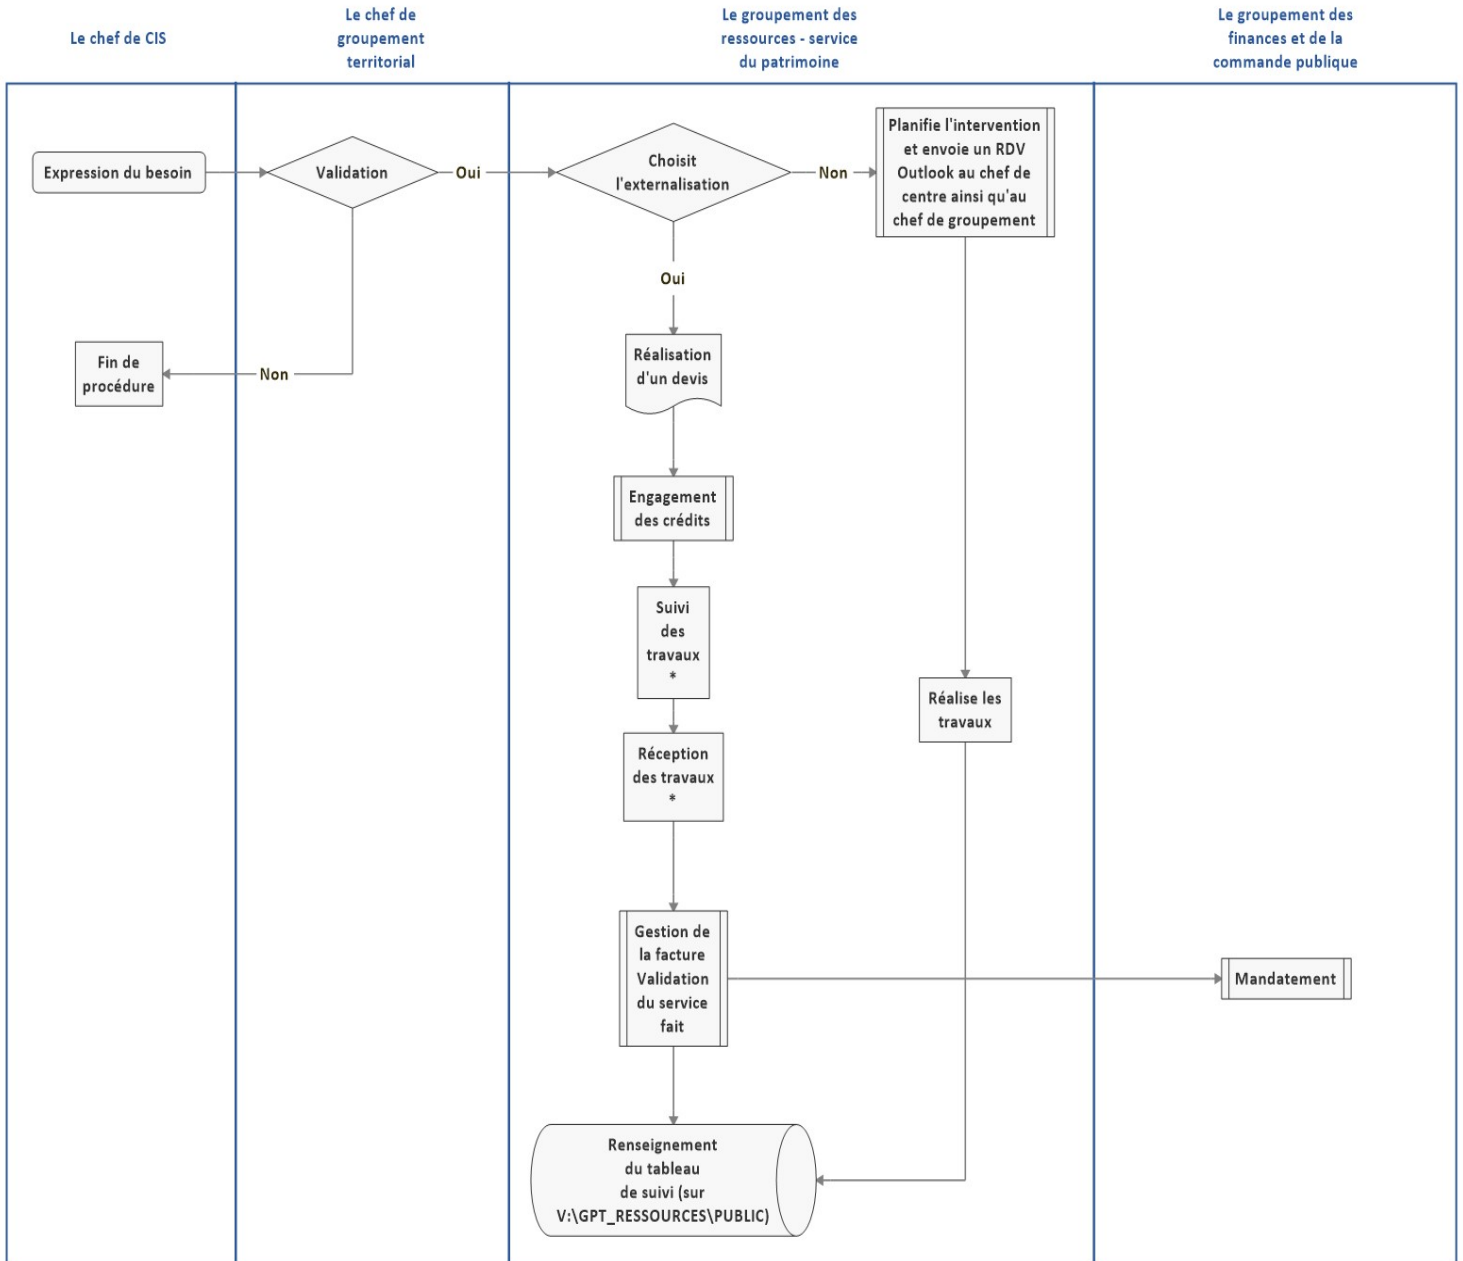 Le chef de CIS
Le chef de
groupement
territorial
Le groupement des
ressources - service
du patrimoine
Le groupement des
finances et de la
commande publique
Expression du besoin
Validation
Oui
Choisit
l'externalisation
Non
Planifie l'intervention
et envoie un RDV
Outlook au chef de
centre ainsi qu'au
chef de groupement
Oui
Fin de
procédure
Non
Réalisation
d'un devis
Engagement
des crédits
Suivi
des
travaux
*
Réalise les
travaux
Réception
des travaux
*
Gestion de
la facture
Validation
du service
fait
Mandatement
Renseignement
du tableau
de suivi (sur
V:\GPT_RESSOURCES\PUBLIC)